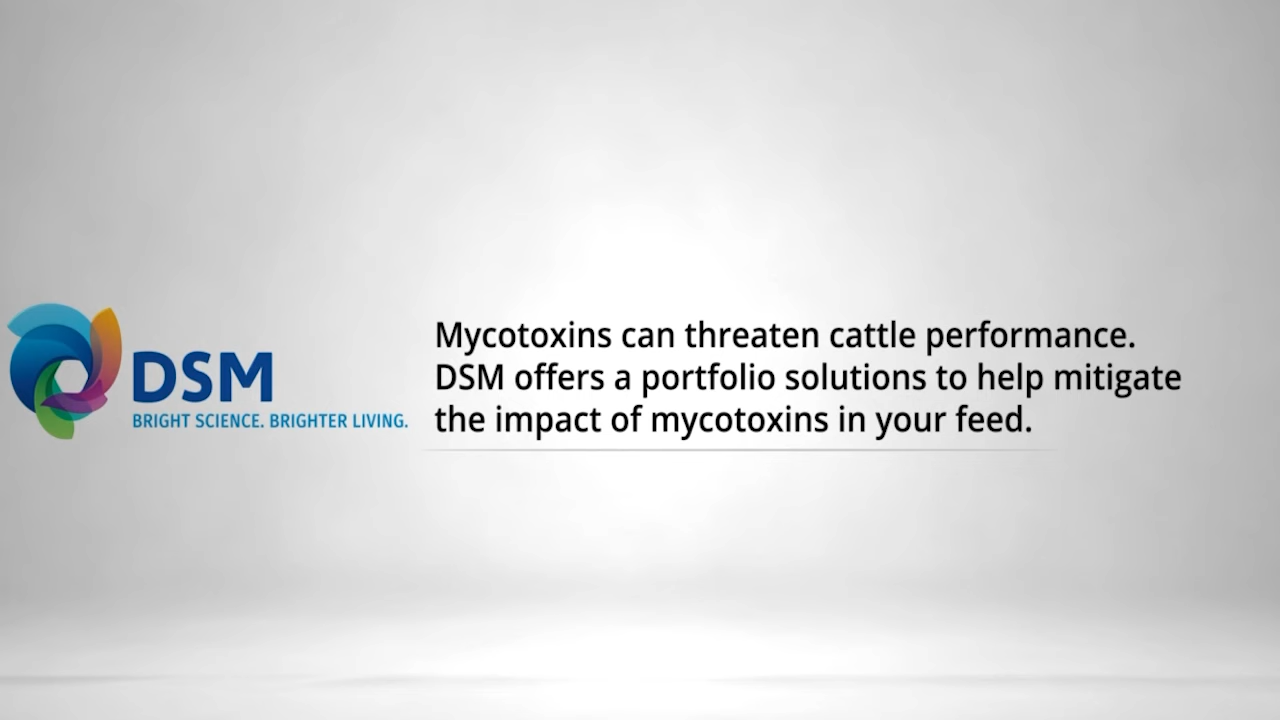 DSM
BRIGHT SCIENCE. BRIGHTER LIVING.
Mycotoxins can threaten cattle performance.
DSM offers a portfolio solutions to help mitigate
the impact of mycotoxins in your feed.